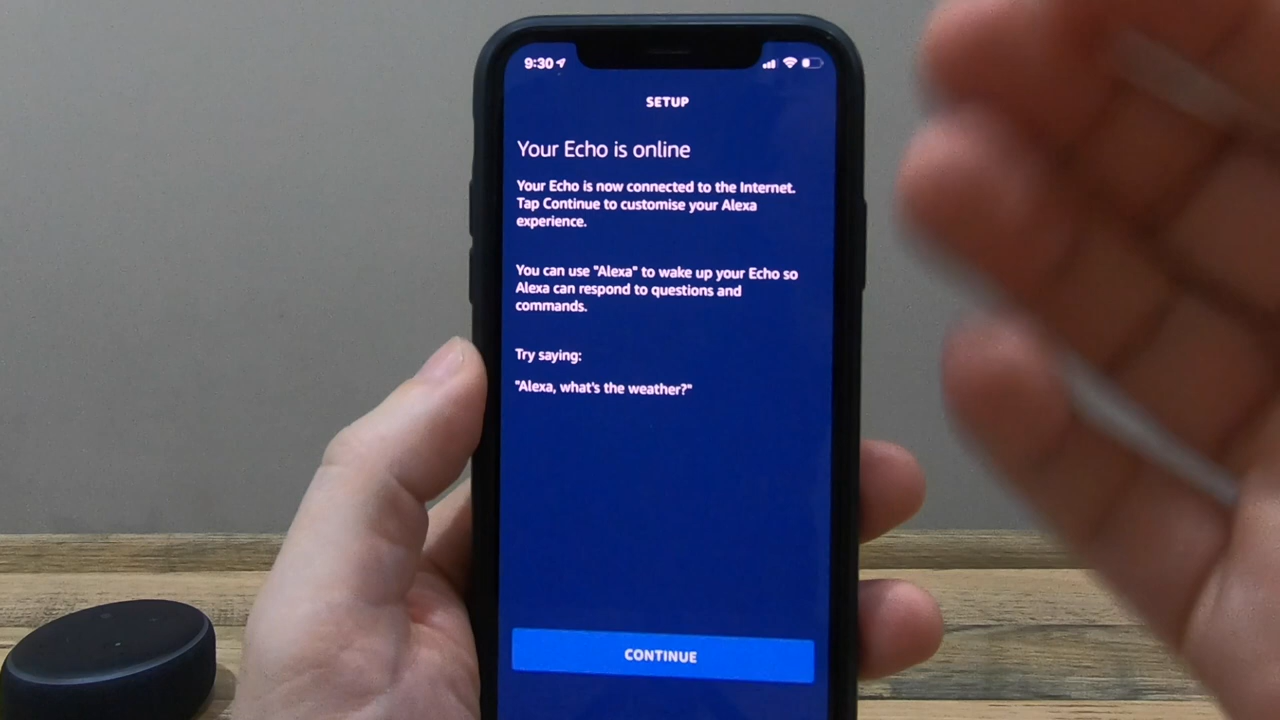 9:30
SETUP
Your Echo is online
Your Echo is now connected to the Internet.
Tap Continue to customise your Alexa
experience.
You can use "Alexa" to wake up your Echo so
Alexa can respond to questions and
commands.
Try saying:
"Alexa, what's the weather?"
CONTINUE